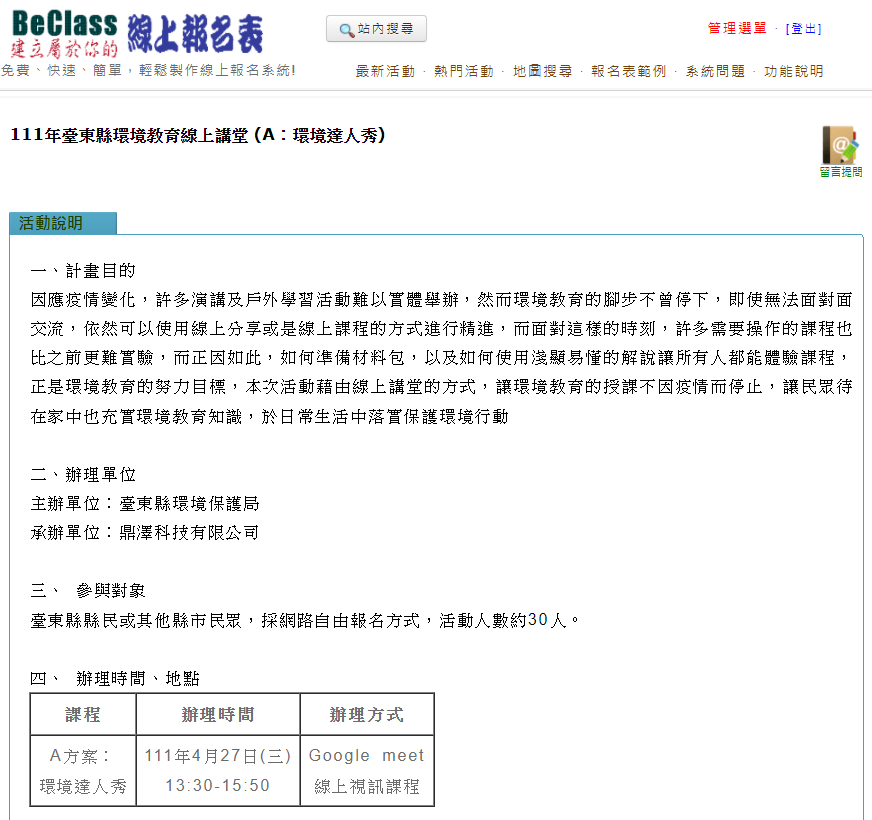 BeClass 線上報名表
建立屬於你的
免費、快速、簡單，輕鬆製作線上報名系統!
站內搜尋
管理選單 · [登出]
最新活動 · 熱門活動 · 地圖搜尋 · 報名表範例 · 系統問題 · 功能說明
111年臺東縣環境教育線上講堂 (A：環境達人秀)
留言提問
活動說明
一、計畫目的
因應疫情變化，許多演講及戶外學習活動難以實體舉辦，然而環境教育的腳步不曾停下，即使無法面對面
交流，依然可以使用線上分享或是線上課程的方式進行精進，而面對這樣的時刻，許多需要操作的課程也
比之前更難實驗，而正因如此，如何準備材料包，以及如何使用淺顯易懂的解說讓所有人都能體驗課程，
正是環境教育的努力目標，本次活動藉由線上講堂的方式，讓環境教育的授課不因疫情而停止，讓民眾待
在家中也充實環境教育知識，於日常生活中落實保護環境行動
二、辦理單位
主辦單位：臺東縣環境保護局
承辦單位：鼎澤科技有限公司
三、 參與對象
臺東縣縣民或其他縣市民眾，採網路自由報名方式，活動人數約30人。
四、 辦理時間、地點
課程 辦理時間 辦理方式
A方案： 111年4月27日(三) Google meet
環境達人秀 13:30-15:50 線上視訊課程